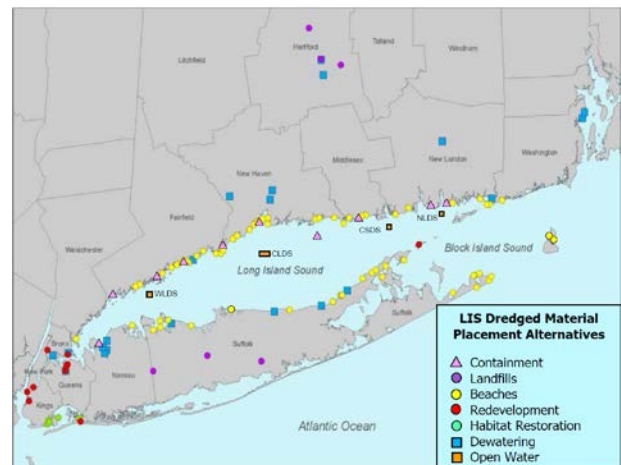 Litchfield
Hartford
Tolland
Windham
New Haven
Middlesex
New London
Washington
Fairfield
Westchester
NLDS
CSDS
CLDS
Block Island Sound
Long Island Sound
WLDS
Suffolk
Bronx
New York
Queens
Nassau
Suffolk
Kings
Atlantic Ocean
LIS Dredged Material
Placement Alternatives
Containment
Landfills
Beaches
Redevelopment
Habitat Restoration
Dewatering
Open Water